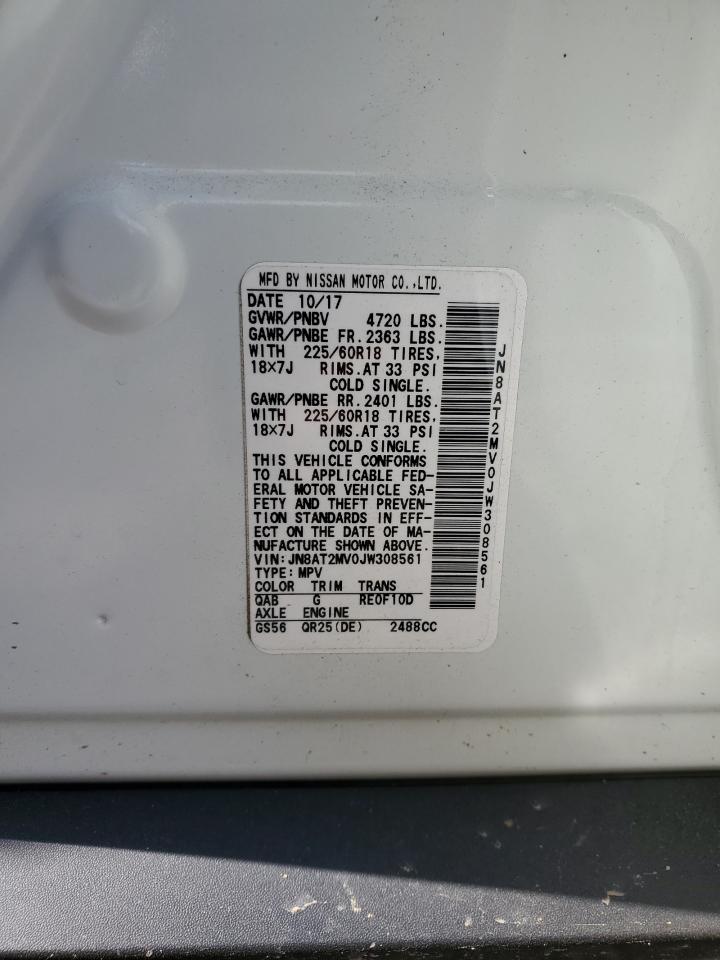 MFD BY NISSAN MOTOR CO.,LTD.
DATE 10/17
GVWR/PNBV 4720 LBS.
GAWR/PNBE FR. 2363 LBS.
WITH 225/60R18 TIRES,
18×7J RIMS. AT 33 PSI
COLD SINGLE.
GAWR/PNBE RR. 2401 LBS.
WITH 225/60R18 TIRES,
18×7J RIMS. AT 33 PSI
COLD SINGLE.
THIS VEHICLE CONFORMS
TO ALL APPLICABLE FED-
ERAL MOTOR VEHICLE SA-
FETY AND THEFT PREVEN-
TION STANDARDS IN EFF-
ECT ON THE DATE OF MA-
NUFACTURE SHOWN ABOVE.
VIN: JN8AT2MV0JW308561
TYPE: MPV
COLOR TRIM TRANS
QAB G RE0F10D
AXLE ENGINE
GS56 QR25(DE) 2488CC
JN8AT2MV0JW308561